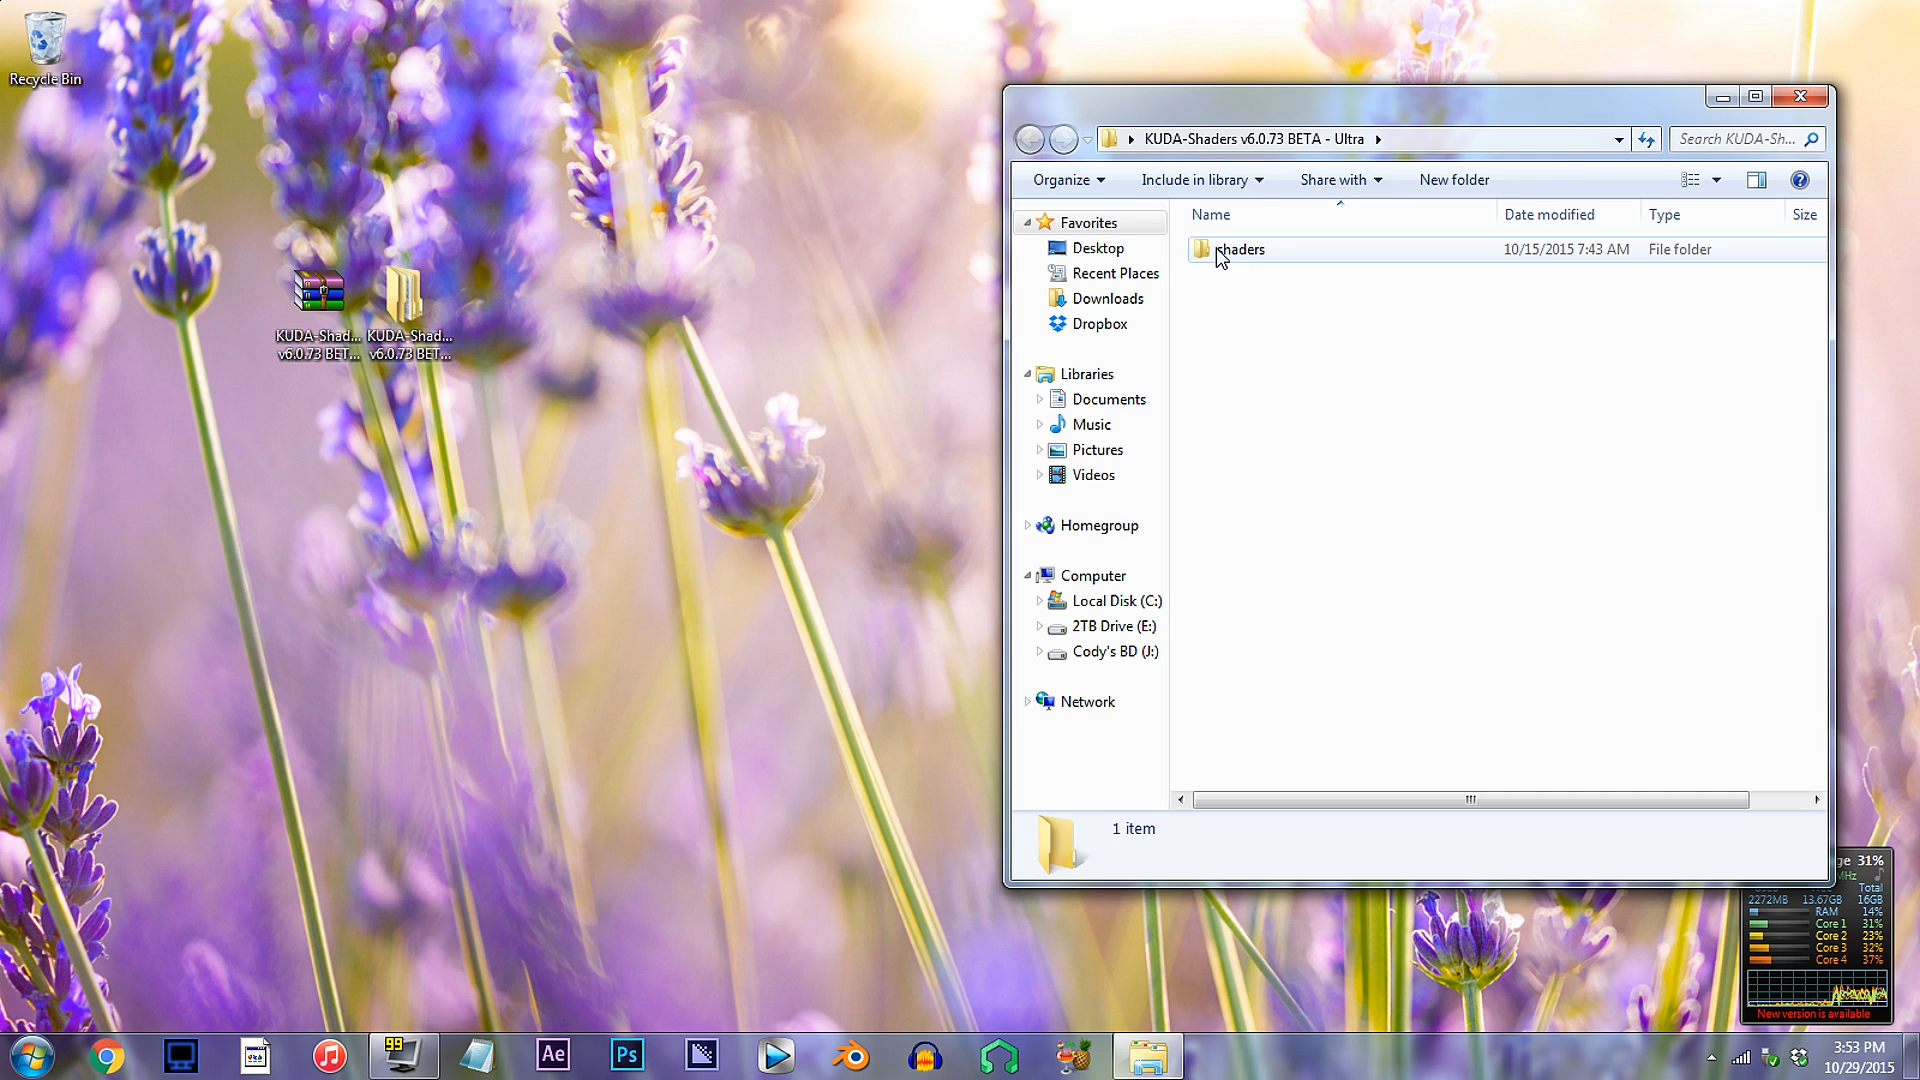 Recycle Bin
KUDA-Shad...
v6.0.73 BET...
KUDA-Shad...
v6.0.73 BET...
KUDA-Shaders v6.0.73 BETA - Ultra
Search KUDA-Sh...
Organize
Include in library
Share with
New folder
Name
Date modified
Type
Size
Favorites
Desktop
Recent Places
Downloads
Dropbox
Libraries
Documents
Music
Pictures
Videos
Homegroup
Computer
Local Disk (C:)
2TB Drive (E:)
Cody's BD (J:)
Network
shaders
10/15/2015 7:43 AM
File folder
1 item
ge 31%
MHz
Total
2272MB 13.67GB 16GB
RAM 14%
Core 1 31%
Core 2 23%
Core 3 32%
Core 4 37%
New version is available
99
Ae
Ps
3:53 PM
10/29/2015